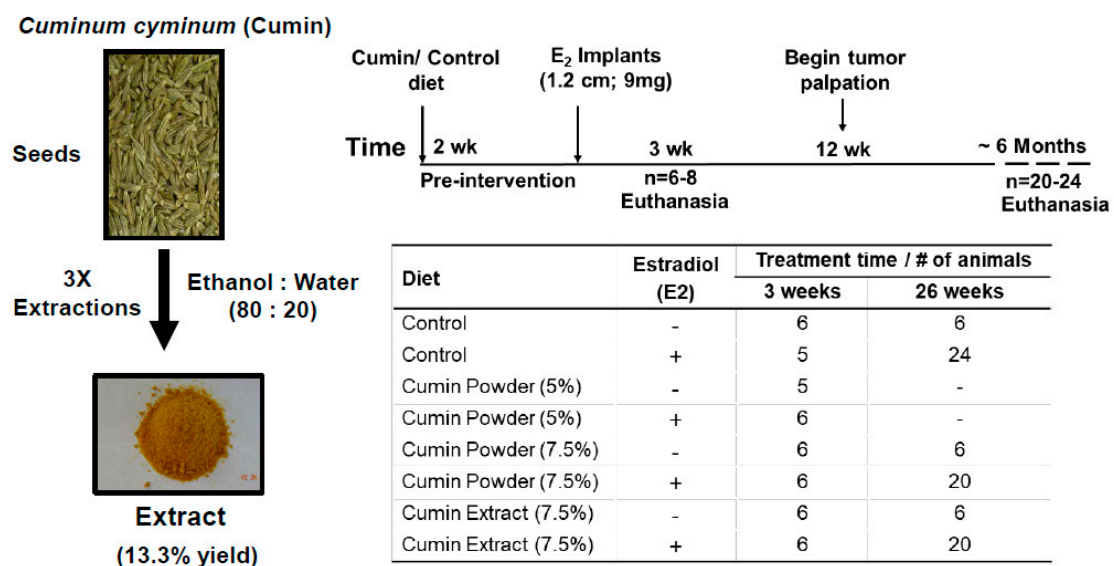 Cuminum cyminum (Cumin)
Seeds
3X
Extractions
Ethanol : Water
(80 : 20)
Extract
(13.3% yield)
Cumin/ Control
diet
E₂ Implants
(1.2 cm; 9mg)
Begin tumor
palpation
Time 2 wk 3 wk 12 wk ~ 6 Months
Pre-intervention
n=6-8
Euthanasia
n=20-24
Euthanasia
Diet Estradiol (E2) Treatment time / # of animals
3 weeks 26 weeks
Control - 6 6
Control + 5 24
Cumin Powder (5%) - 5 -
Cumin Powder (5%) + 6 -
Cumin Powder (7.5%) - 6 6
Cumin Powder (7.5%) + 6 20
Cumin Extract (7.5%) - 6 6
Cumin Extract (7.5%) + 6 20